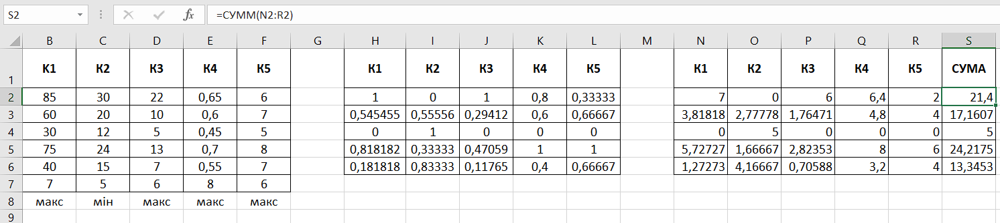 S2 fx =СУММ(N2:R2)
B C D E F G H I J K L M N O P Q R S
1 К1 К2 К3 К4 К5 К1 К2 К3 К4 К5 К1 К2 К3 К4 К5 СУМА
2 85 30 22 0,65 6 1 0 1 0,8 0,33333 7 0 6 6,4 2 21,4
3 60 20 10 0,6 7 0,545455 0,55556 0,29412 0,6 0,66667 3,81818 2,77778 1,76471 4,8 4 17,1607
4 30 12 5 0,45 5 0 1 0 0 0 0 5 0 0 0 5
5 75 24 13 0,7 8 0,818182 0,33333 0,47059 1 1 5,72727 1,66667 2,82353 8 6 24,2175
6 40 15 7 0,55 7 0,181818 0,83333 0,11765 0,4 0,66667 1,27273 4,16667 0,70588 3,2 4 13,3453
7 7 5 6 8 6
8 макс мін макс макс макс
9